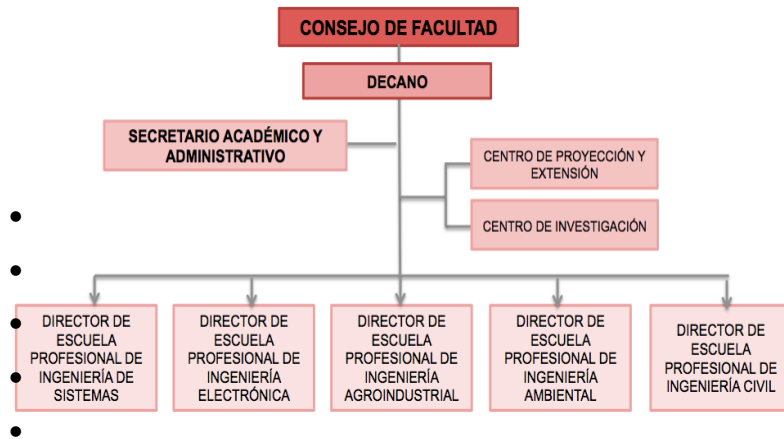 CONSEJO DE FACULTAD
DECANO
SECRETARIO ACADÉMICO Y
ADMINISTRATIVO
CENTRO DE PROYECCIÓN Y
EXTENSIÓN
CENTRO DE INVESTIGACIÓN
DIRECTOR DE
ESCUELA
PROFESIONAL DE
INGENIERÍA DE
SISTEMAS
DIRECTOR DE
ESCUELA
PROFESIONAL DE
INGENIERÍA
ELECTRÓNICA
DIRECTOR DE
ESCUELA
PROFESIONAL DE
INGENIERÍA
AGROINDUSTRIAL
DIRECTOR DE
ESCUELA
PROFESIONAL DE
INGENIERÍA
AMBIENTAL
DIRECTOR DE
ESCUELA
PROFESIONAL DE
INGENIERÍA CIVIL